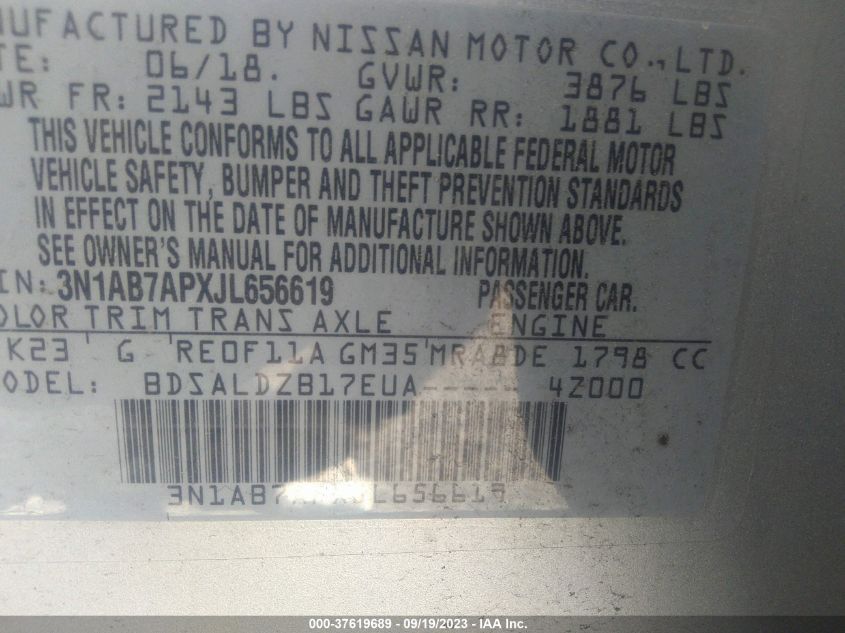 NUFACTURED BY NISSAN MOTOR CO., LTD.
TE: 06/18. GVWR: 3876 LBS
WR FR: 2143 LBS GAWR RR: 1881 LBS
THIS VEHICLE CONFORMS TO ALL APPLICABLE FEDERAL MOTOR
VEHICLE SAFETY, BUMPER AND THEFT PREVENTION STANDARDS
IN EFFECT ON THE DATE OF MANUFACTURE SHOWN ABOVE.
SEE OWNER'S MANUAL FOR ADDITIONAL INFORMATION.
IN: 3N1AB7APXJL656619 PASSENGER CAR.
OLOR TRIM TRANS AXLE ENGINE
K23 G RE0F11A GM35 MRA8DE 1798 CC
ODEL: BDSALDZB17EUA----- 4Z000
3N1AB7APXJL656619
000-37619689 - 09/19/2023 - IAA Inc.